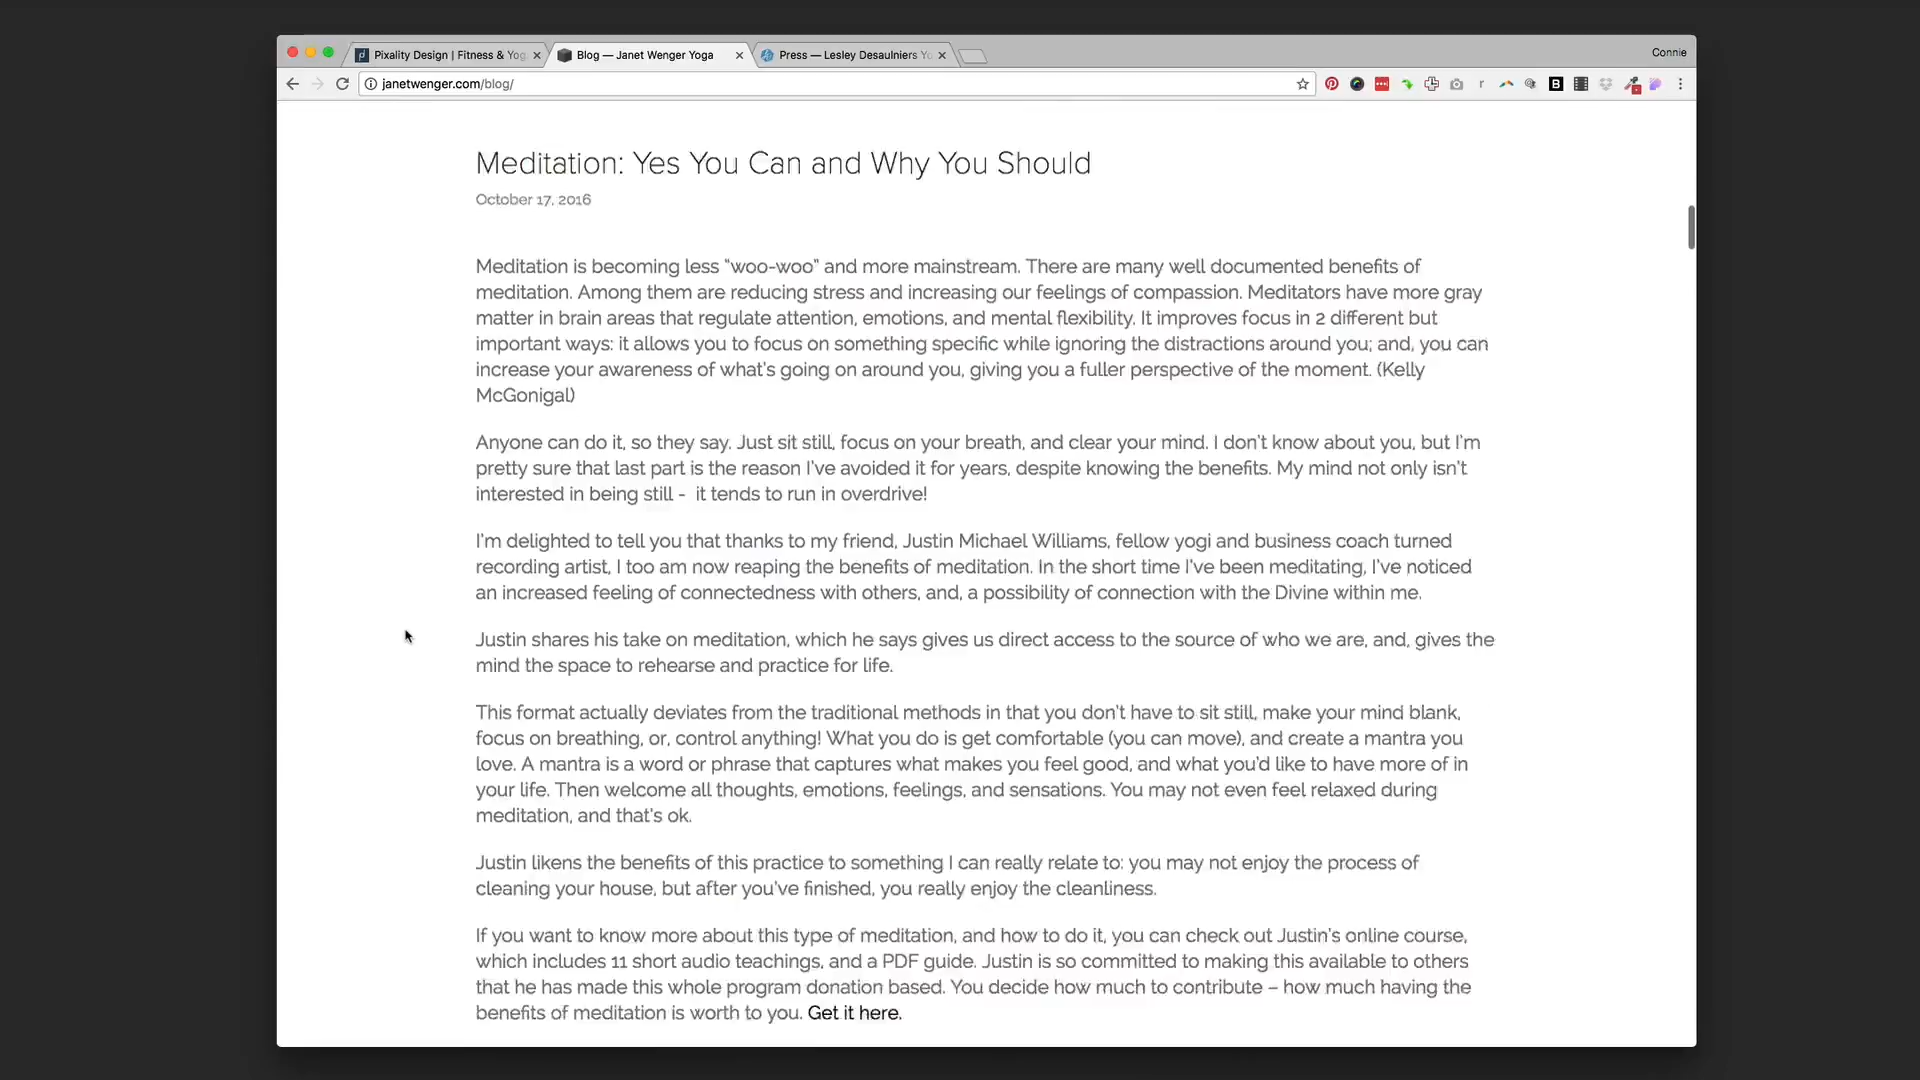 Pixality Design | Fitness & Yog
Blog — Janet Wenger Yoga
Press — Lesley Desaulniers Yo
Connie
janetwenger.com/blog/
Meditation: Yes You Can and Why You Should
October 17, 2016
Meditation is becoming less “woo-woo” and more mainstream. There are many well documented benefits of
meditation. Among them are reducing stress and increasing our feelings of compassion. Meditators have more gray
matter in brain areas that regulate attention, emotions, and mental flexibility. It improves focus in 2 different but
important ways: it allows you to focus on something specific while ignoring the distractions around you; and, you can
increase your awareness of what's going on around you, giving you a fuller perspective of the moment. (Kelly
McGonigal)
Anyone can do it, so they say. Just sit still, focus on your breath, and clear your mind. I don't know about you, but I'm
pretty sure that last part is the reason I've avoided it for years, despite knowing the benefits. My mind not only isn't
interested in being still -  it tends to run in overdrive!
I'm delighted to tell you that thanks to my friend, Justin Michael Williams, fellow yogi and business coach turned
recording artist, I too am now reaping the benefits of meditation. In the short time I've been meditating, I've noticed
an increased feeling of connectedness with others, and, a possibility of connection with the Divine within me.
Justin shares his take on meditation, which he says gives us direct access to the source of who we are, and, gives the
mind the space to rehearse and practice for life.
This format actually deviates from the traditional methods in that you don't have to sit still, make your mind blank,
focus on breathing, or, control anything! What you do is get comfortable (you can move), and create a mantra you
love. A mantra is a word or phrase that captures what makes you feel good, and what you'd like to have more of in
your life. Then welcome all thoughts, emotions, feelings, and sensations. You may not even feel relaxed during
meditation, and that's ok.
Justin likens the benefits of this practice to something I can really relate to: you may not enjoy the process of
cleaning your house, but after you've finished, you really enjoy the cleanliness.
If you want to know more about this type of meditation, and how to do it, you can check out Justin's online course,
which includes 11 short audio teachings, and a PDF guide. Justin is so committed to making this available to others
that he has made this whole program donation based. You decide how much to contribute – how much having the
benefits of meditation is worth to you. Get it here.